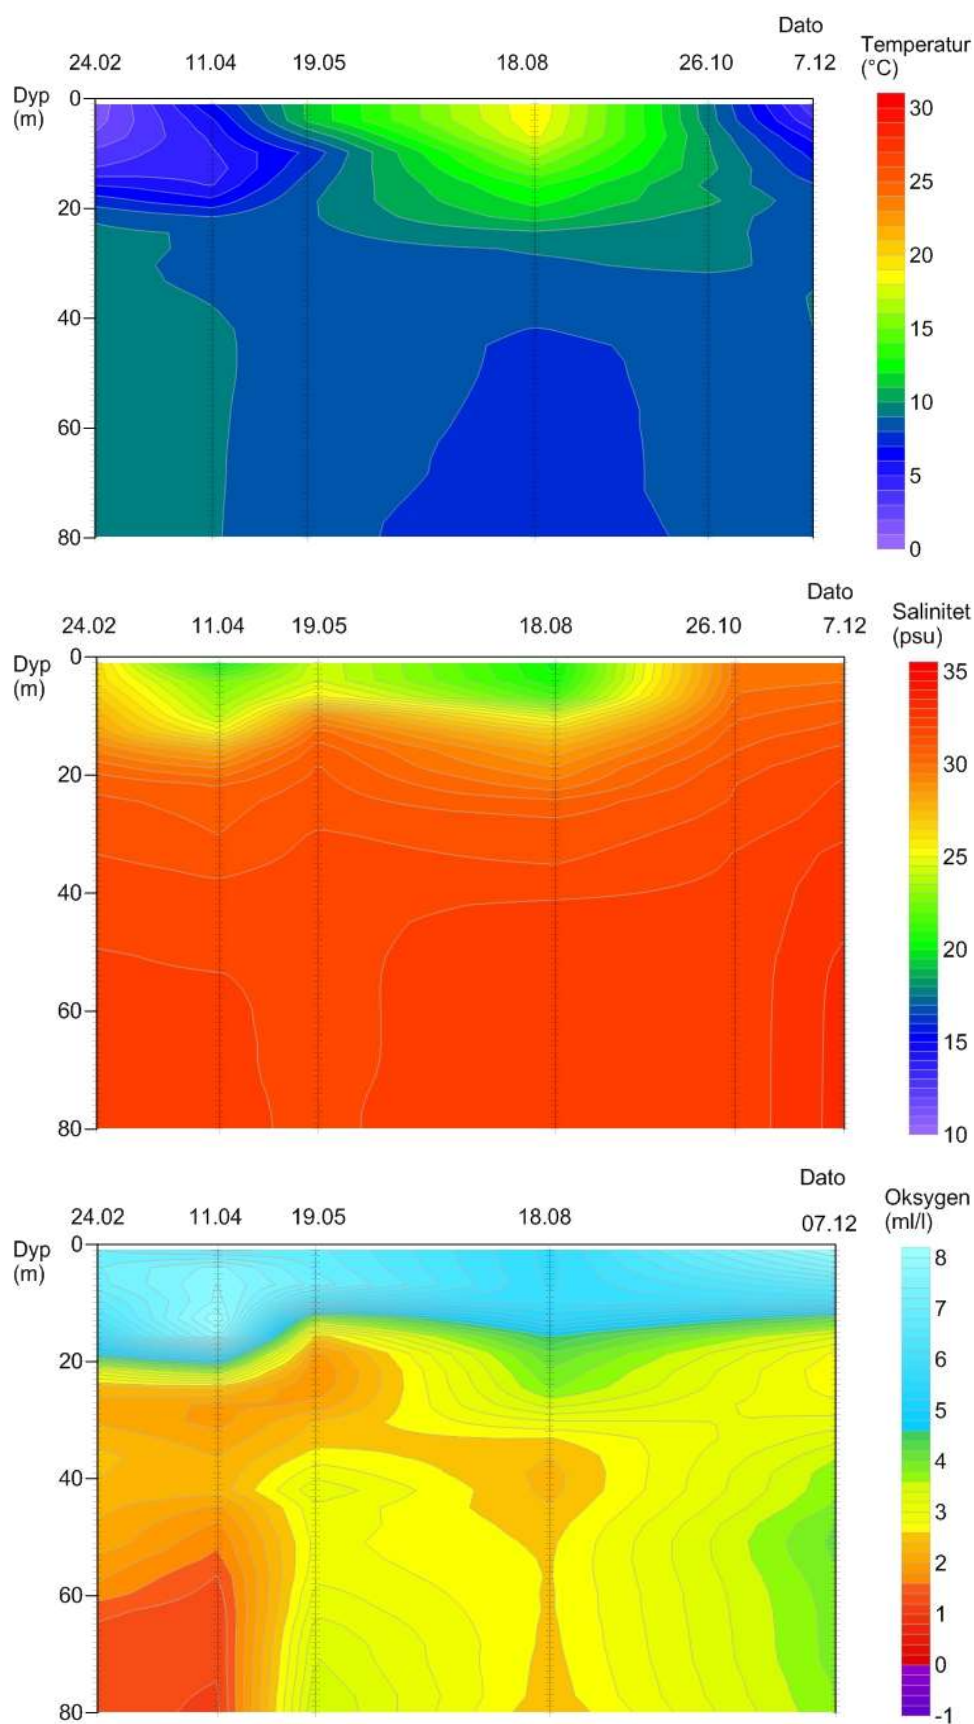 Dato
24.02 11.04 19.05 18.08 26.10 7.12
Temperatur
(°C)
Dyp
(m)
0
20
40
60
80
30
25
20
15
10
5
0
Dato
24.02 11.04 19.05 18.08 26.10 7.12
Salinitet
(psu)
Dyp
(m)
0
20
40
60
80
35
30
25
20
15
10
Dato
24.02 11.04 19.05 18.08 07.12
Oksygen
(ml/l)
Dyp
(m)
0
20
40
60
80
8
7
6
5
4
3
2
1
0
-1